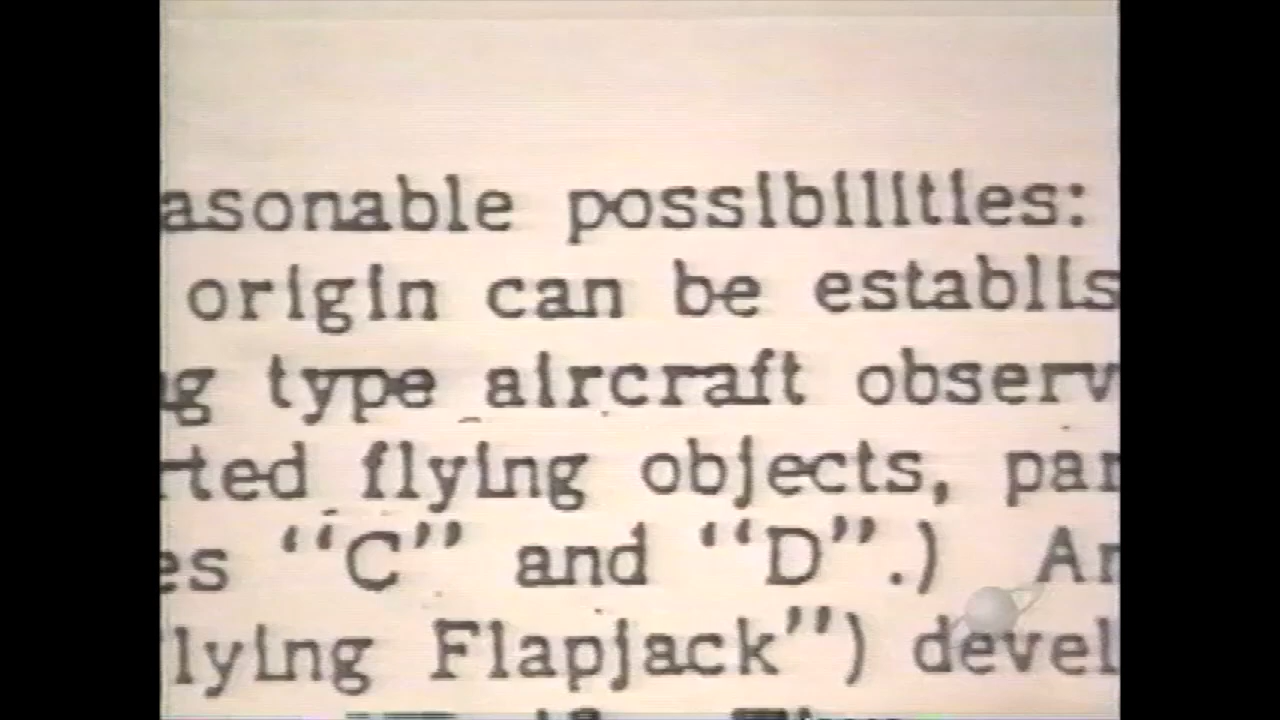 asonable possibilities:
origin can be establis
g type aircraft observ
rted flying objects, par
es "C" and "D".) An
lying Flapjack") devel